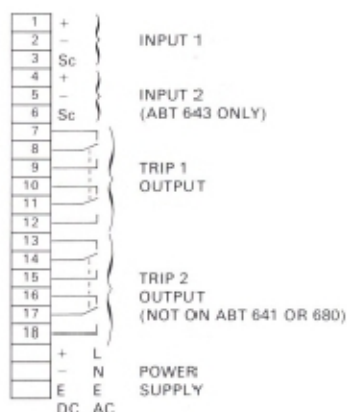 1 +
2 − INPUT 1
3 Sc
4 +
5 − INPUT 2
6 Sc (ABT 643 ONLY)
7
8
9 TRIP 1
10 OUTPUT
11
12
13
14
15 TRIP 2
16 OUTPUT
17 (NOT ON ABT 641 OR 680)
18
+ L
− N POWER
E E SUPPLY
DC AC